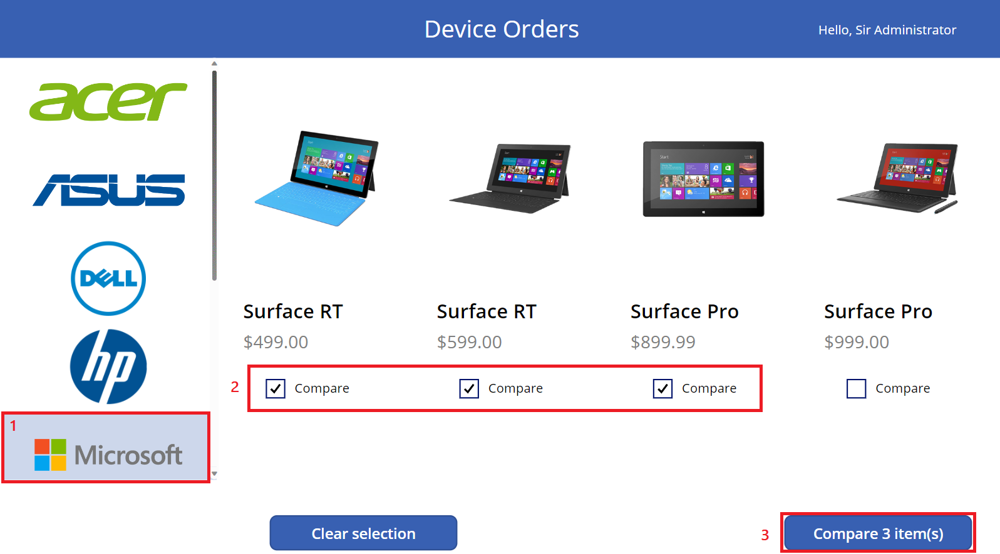 Device Orders
Hello, Sir Administrator
acer
ASUS
DELL
hp
1
Microsoft
Surface RT
$499.00
Compare
Surface RT
$599.00
Compare
Surface Pro
$899.99
Compare
Surface Pro
$999.00
Compare
2
Clear selection
3
Compare 3 item(s)
Start